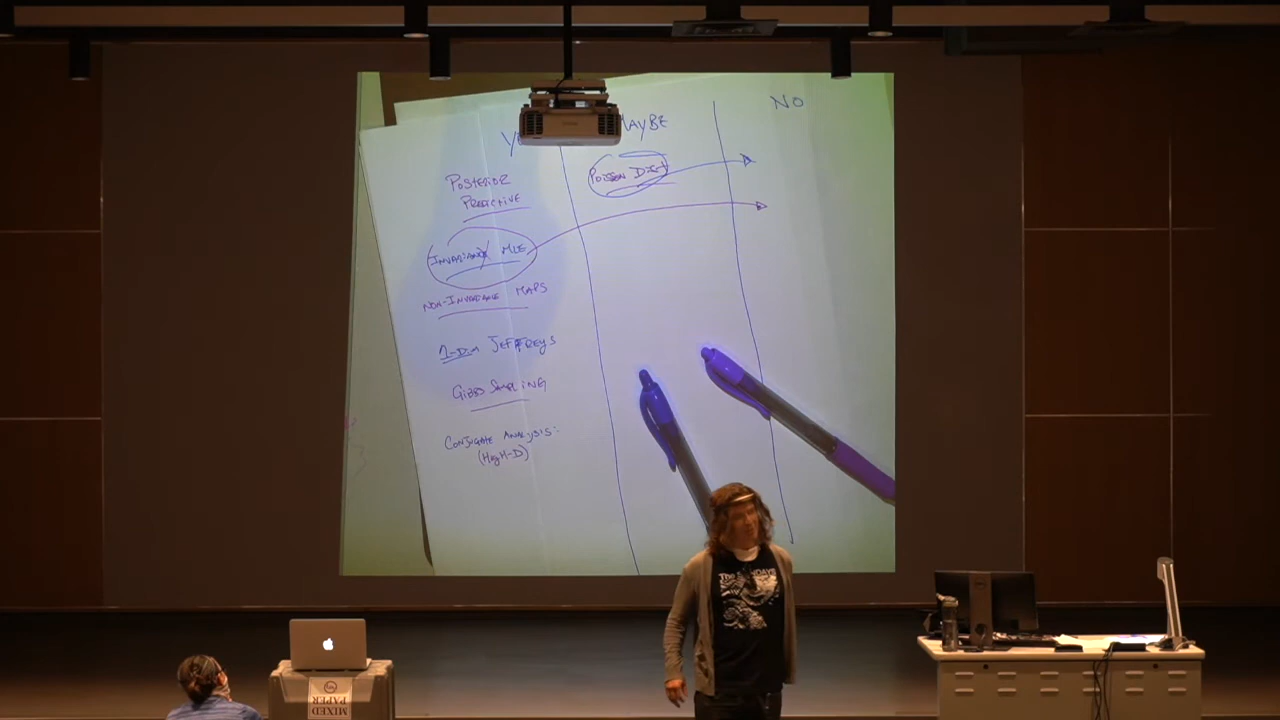 MAYBE
NO
POSTERIOR
PREDICTIVE
POISSON DIST
INVARIANCE MLE
NON-INVARIANCE MAPS
1-DIM JEFFREYS
GIBBS SAMPLING
CONJUGATE ANALYSIS:
(HIGH-D)
MIXED
PAPER